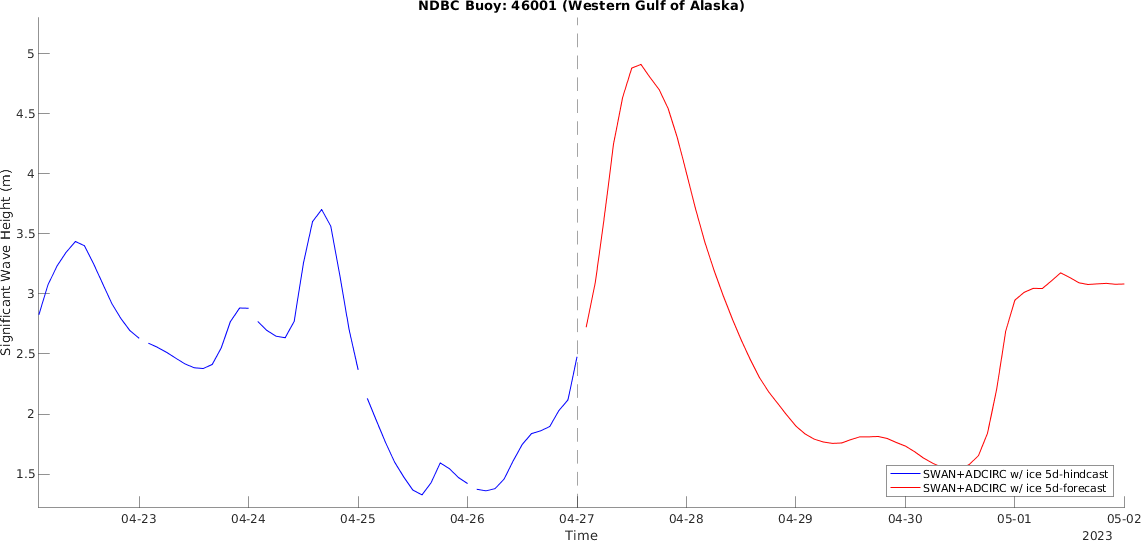 NDBC Buoy: 46001 (Western Gulf of Alaska)
Significant Wave Height (m)
5
4.5
4
3.5
3
2.5
2
1.5
SWAN+ADCIRC w/ ice 5d-hindcast
SWAN+ADCIRC w/ ice 5d-forecast
04-23 04-24 04-25 04-26 04-27 04-28 04-29 04-30 05-01 05-02
Time
2023